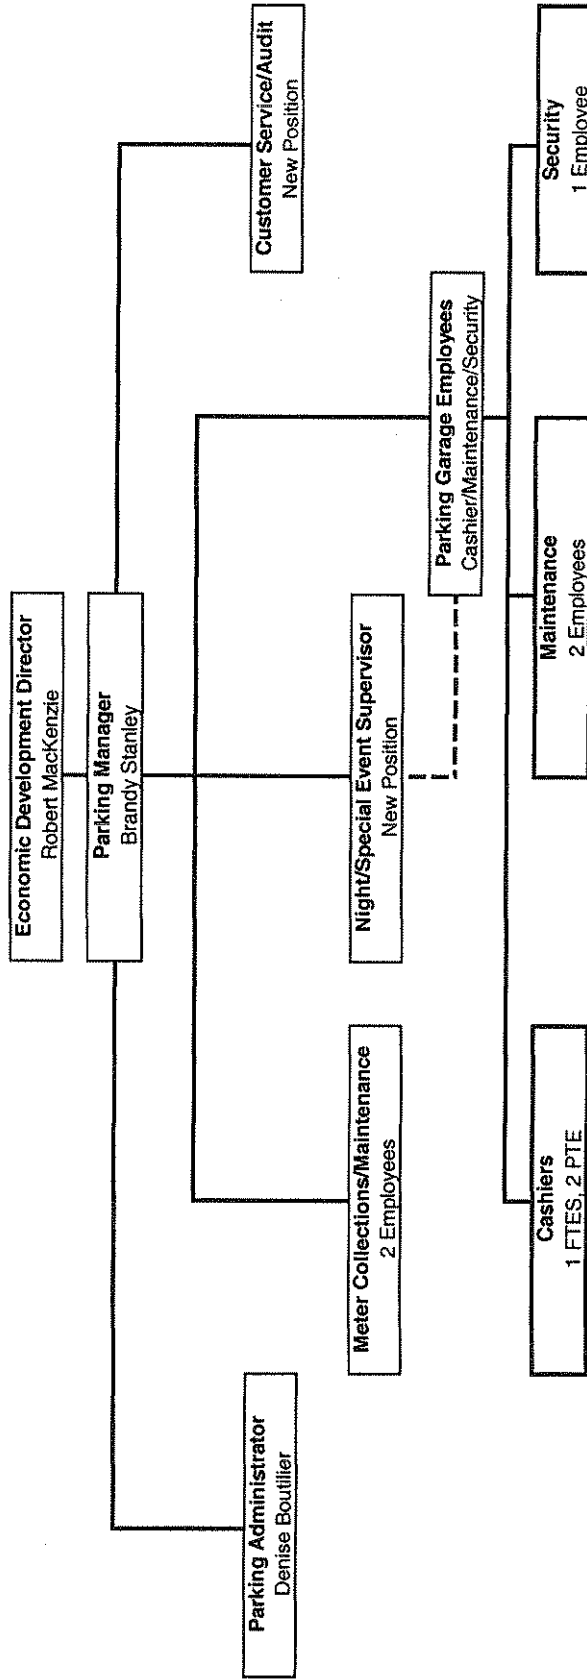 Economic Development Director
Robert MacKenzie
Parking Manager
Brandy Stanley
Parking Administrator
Denise Boutilier
Customer Service/Audit
New Position
Meter Collections/Maintenance
2 Employees
Night/Special Event Supervisor
New Position
Parking Garage Employees
Cashier/Maintenance/Security
Cashiers
1 FTES, 2 PTE
Maintenance
2 Employees
Security
1 Employee